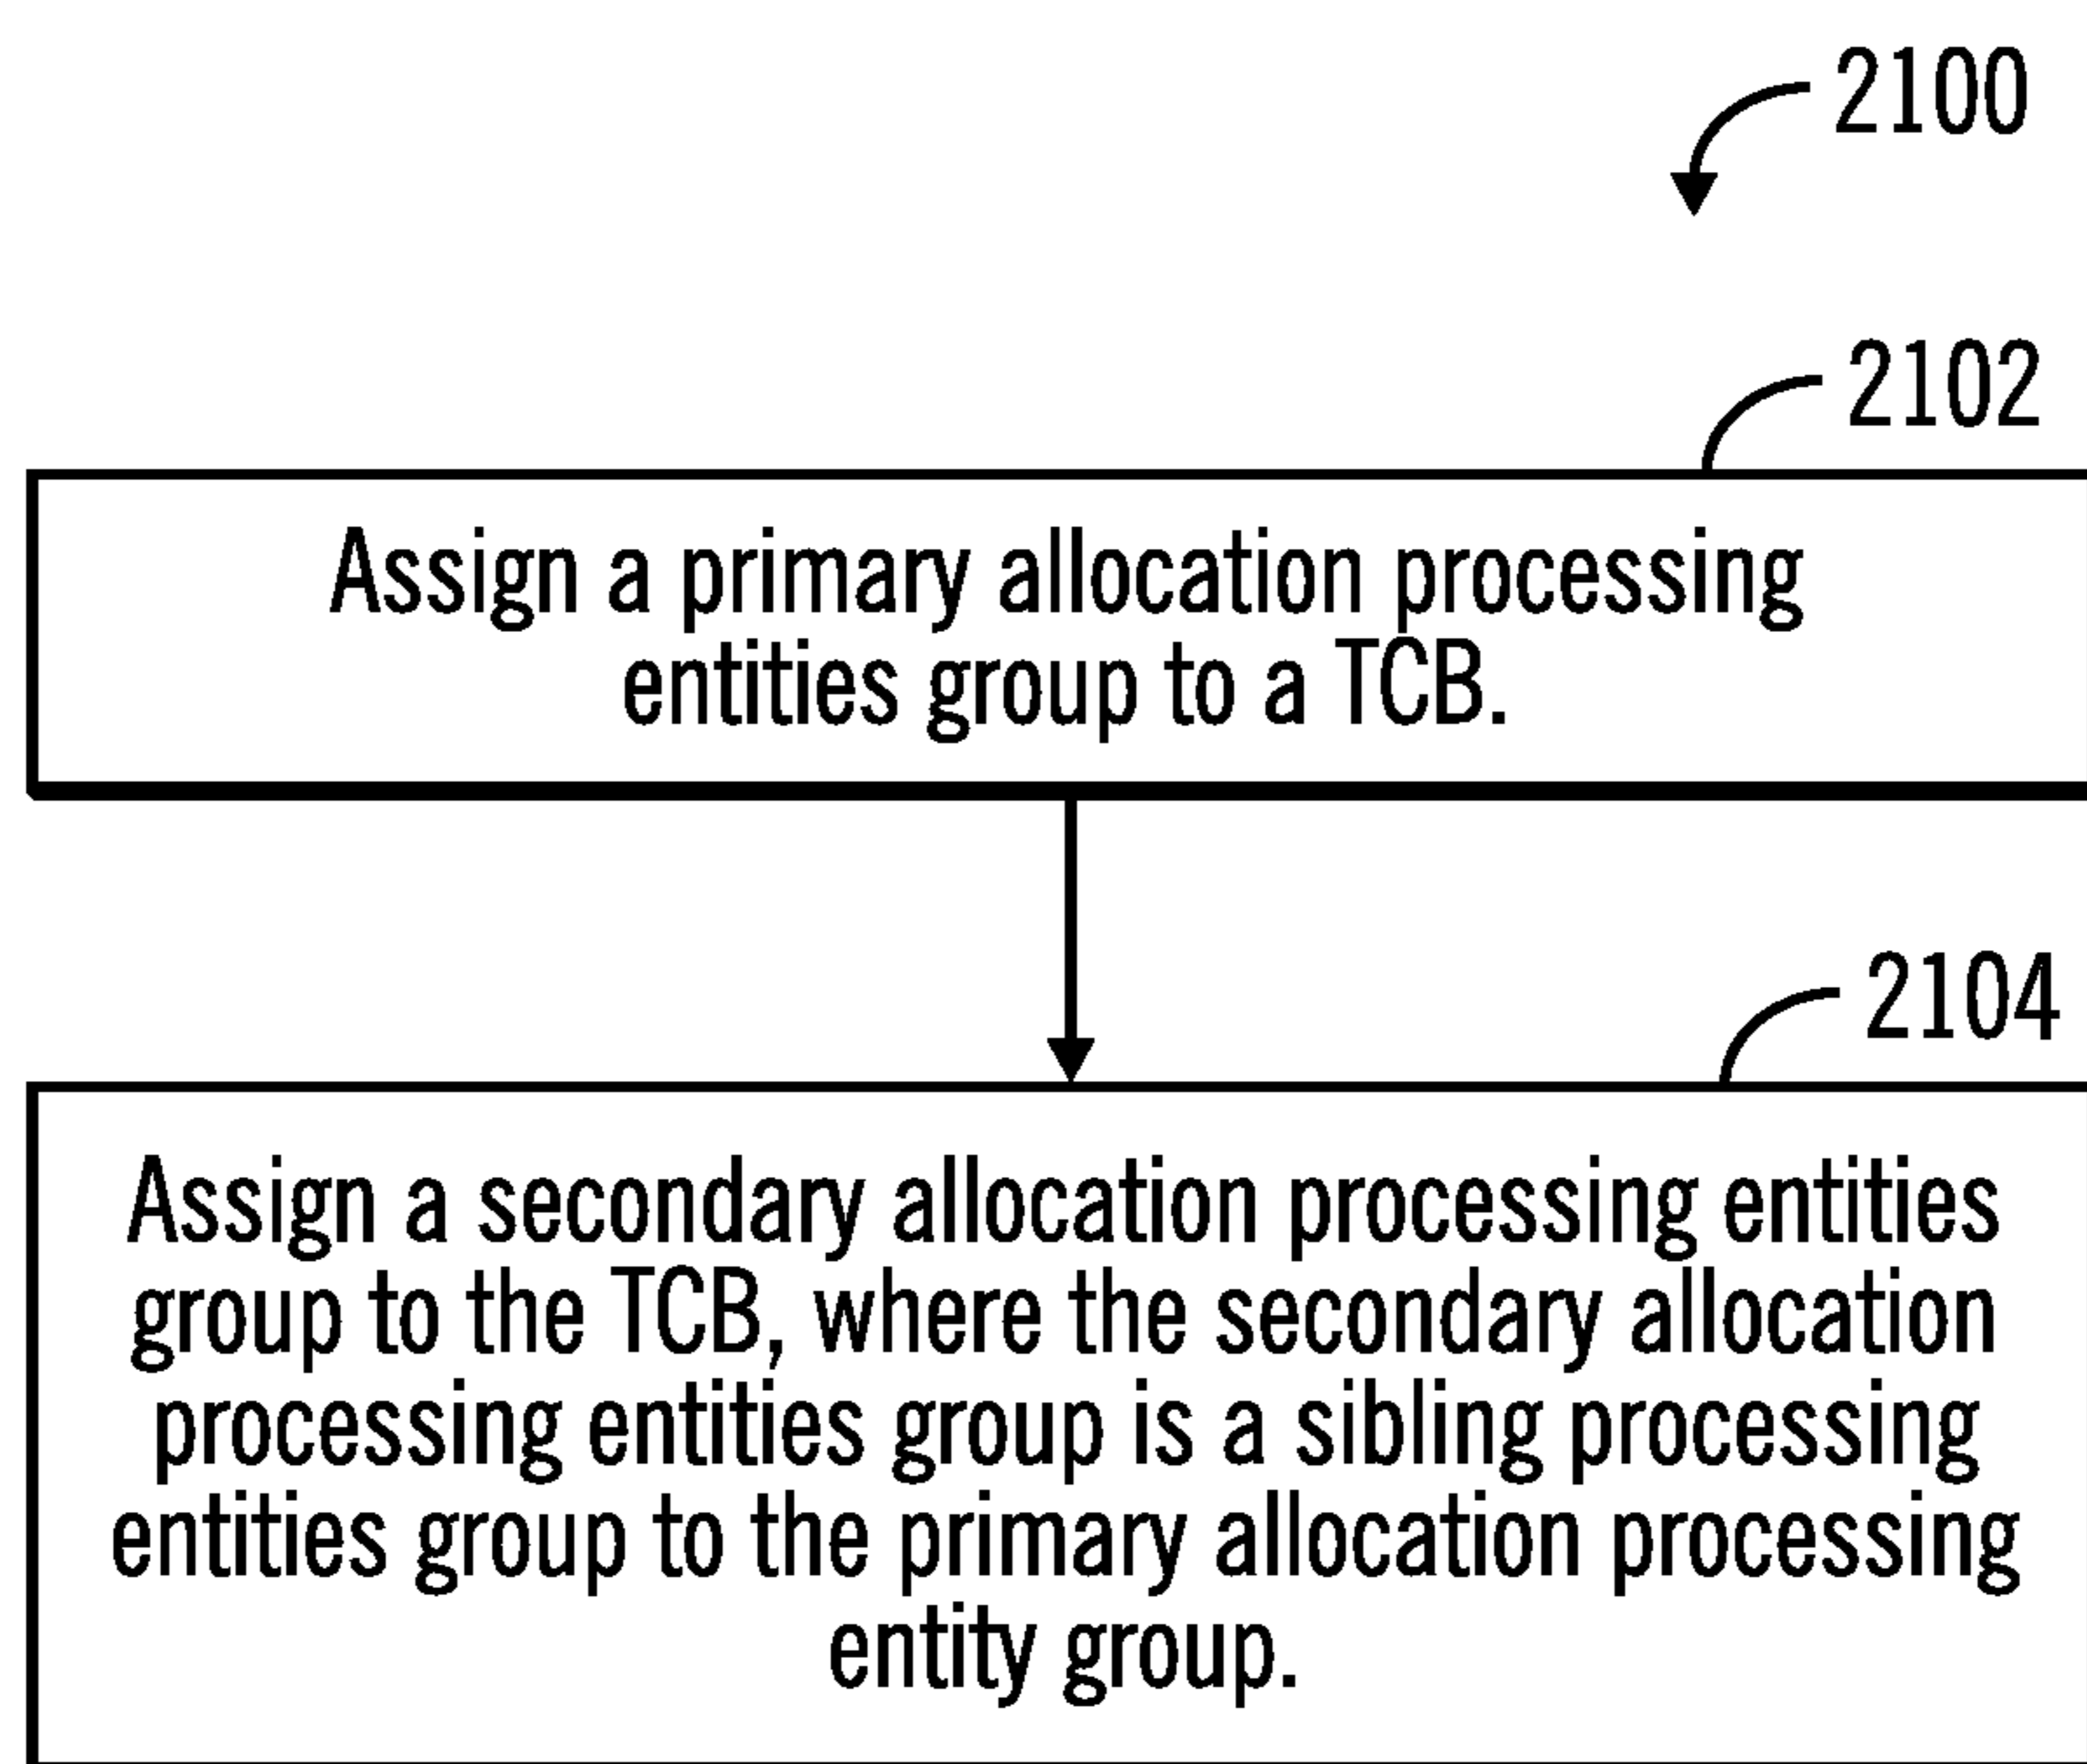 2100
2102
Assign a primary allocation processing
entities group to a TCB.
2104
Assign a secondary allocation processing entities
group to the TCB, where the secondary allocation
processing entities group is a sibling processing
entities group to the primary allocation processing
entity group.